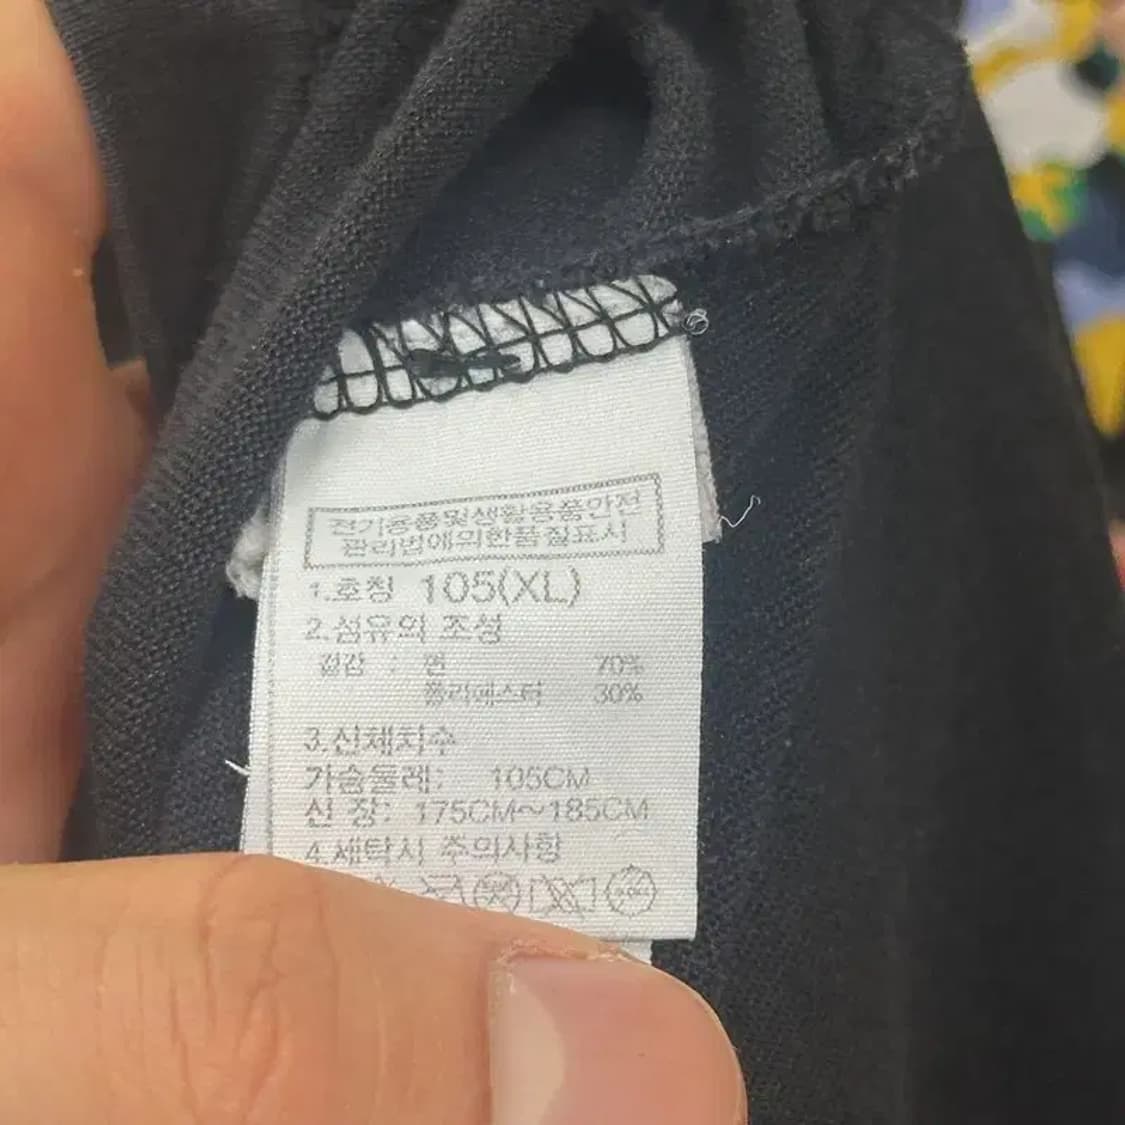 전기용품및생활용품안전
관리법에의한품질표시
1.호칭 105(XL)
2.섬유의 조성
겉감 : 면 70%
폴리에스터 30%
3.신체치수
가슴둘레: 105CM
신 장: 175CM~185CM
4.세탁시 주의사항